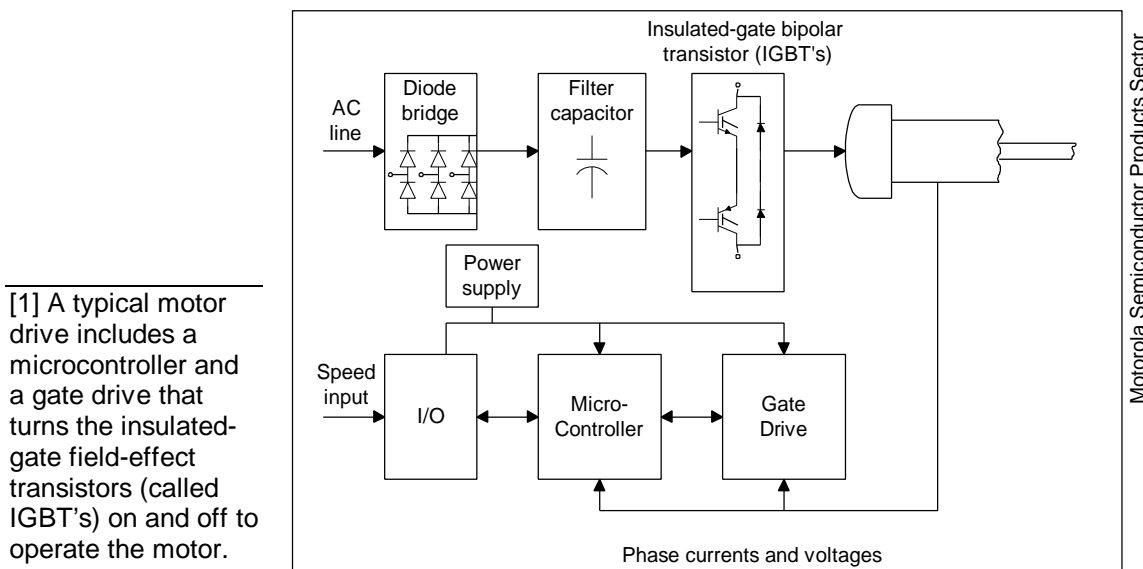 [1] A typical motor
drive includes a
microcontroller and
a gate drive that
turns the insulated-
gate field-effect
transistors (called
IGBT's) on and off to
operate the motor.
Insulated-gate bipolar
transistor (IGBT's)
Diode
bridge
Filter
capacitor
AC
line
Power
supply
Speed
input
I/O
Micro-
Controller
Gate
Drive
Phase currents and voltages
Motorola Semiconductor Products Sector